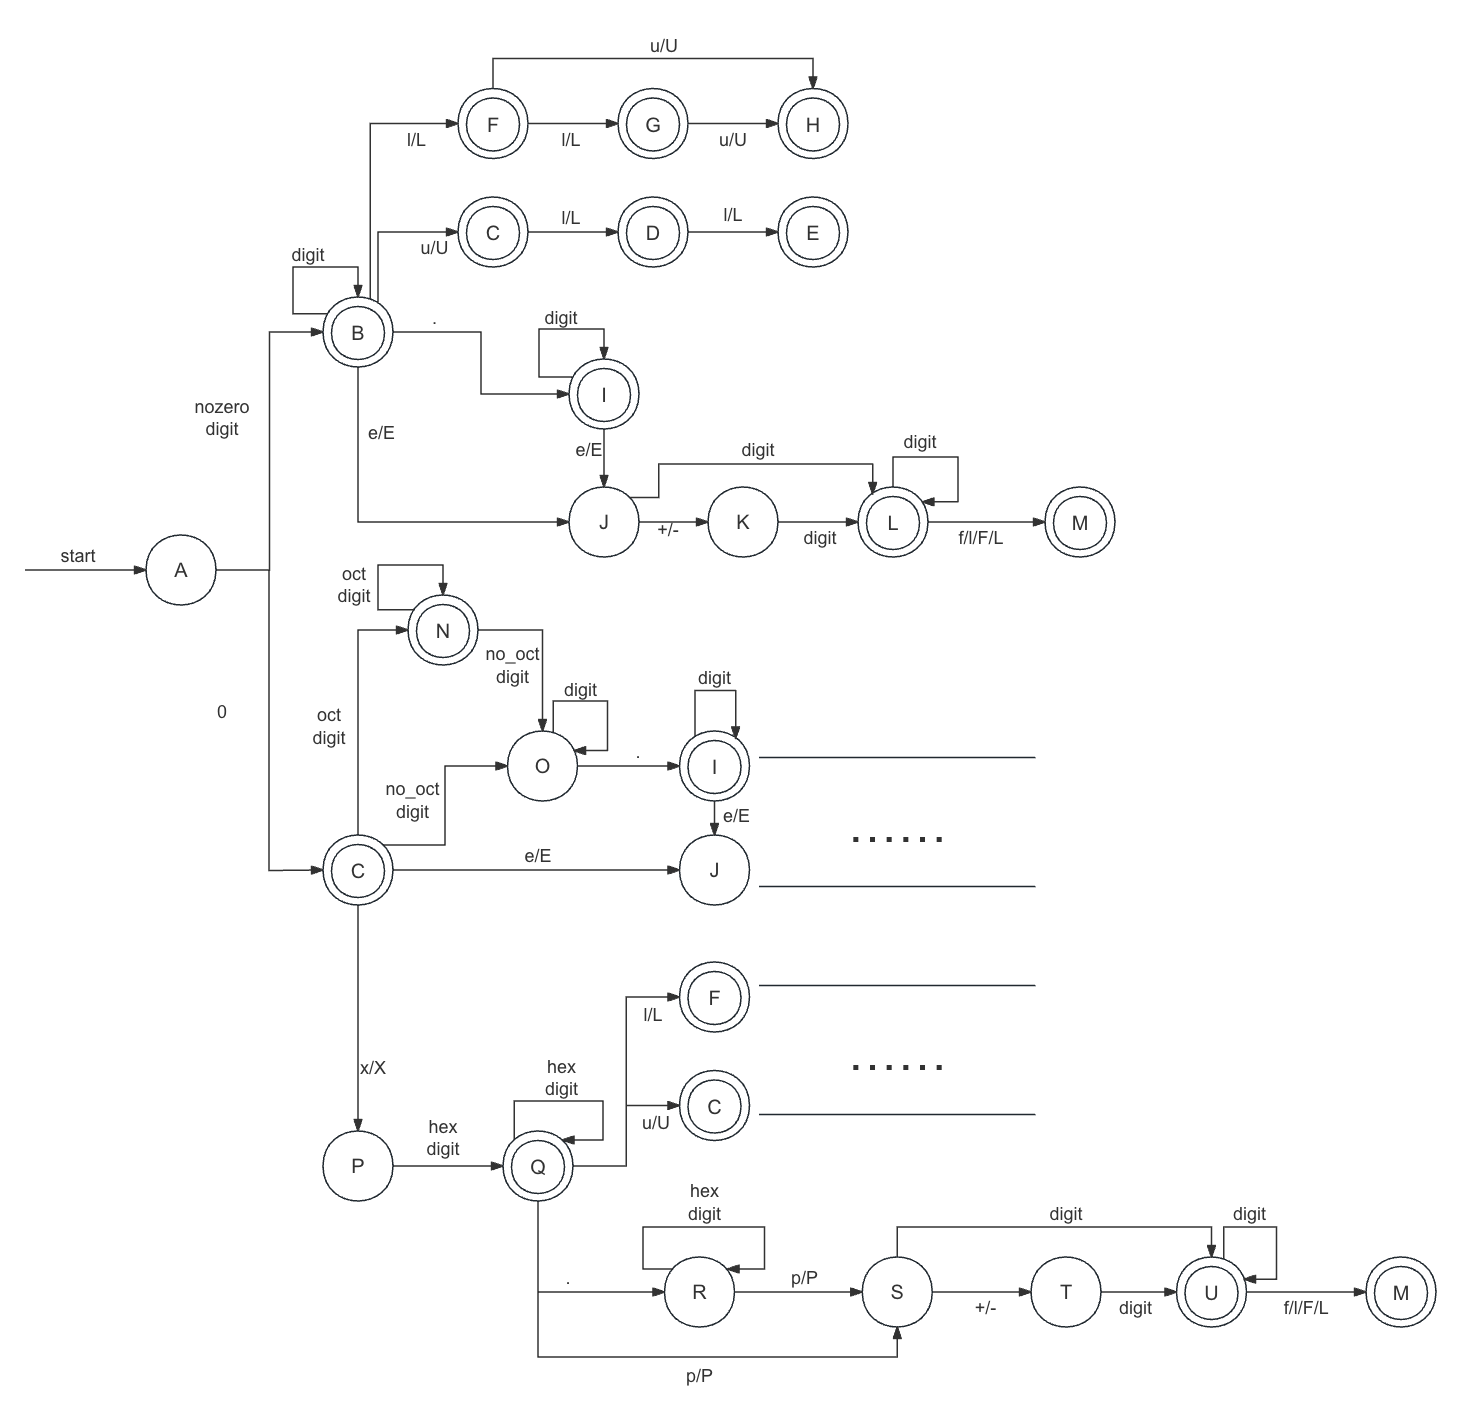 u/U
F
G
H
l/L
l/L
u/U
C
D
E
l/L
l/L
u/U
digit
B
.
digit
I
nozero
digit
e/E
e/E
digit
digit
J
K
L
M
+/-
digit
f/l/F/L
start
A
oct
digit
N
no_oct
digit
digit
digit
0
oct
digit
O
.
I
no_oct
digit
e/E
......
e/E
C
J
F
l/L
x/X
hex
digit
......
C
u/U
hex
digit
P
Q
hex
digit
digit
digit
.
R
p/P
S
T
U
M
+/-
digit
f/l/F/L
p/P